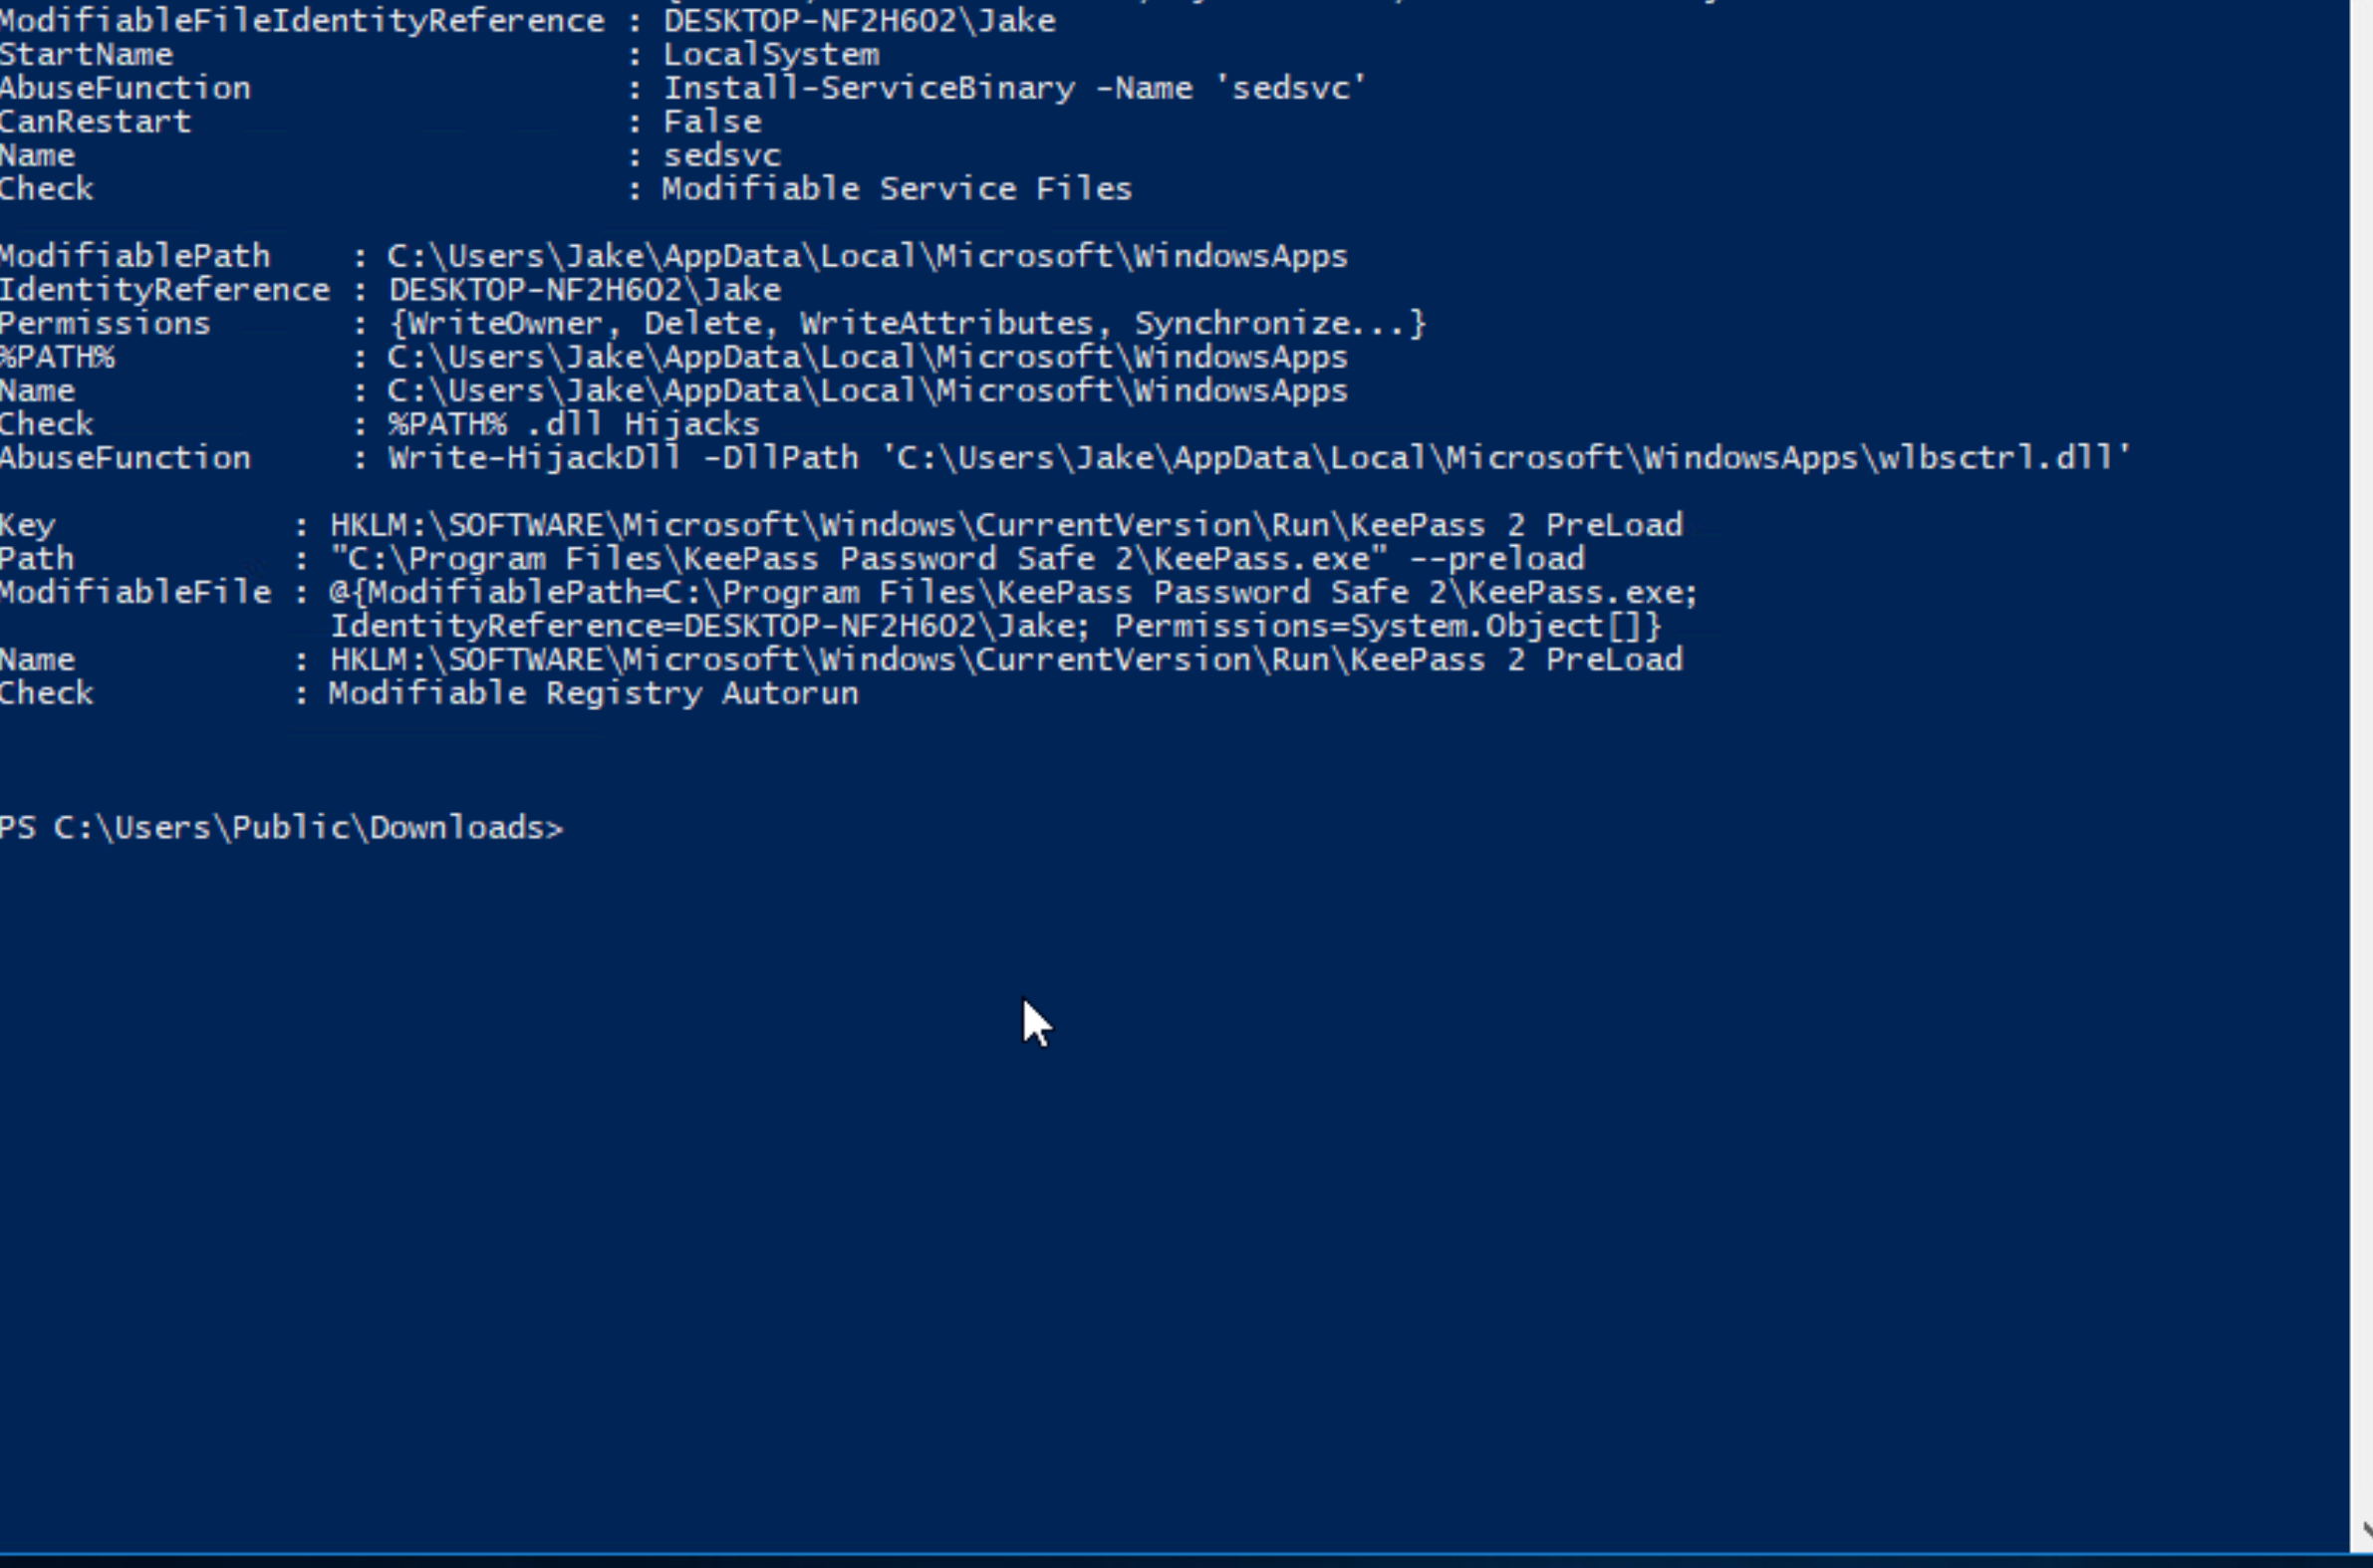 ModifiableFileIdentityReference : DESKTOP-NF2H6O2\Jake
StartName : LocalSystem
AbuseFunction : Install-ServiceBinary -Name 'sedsvc'
CanRestart : False
Name : sedsvc
Check : Modifiable Service Files
ModifiablePath : C:\Users\Jake\AppData\Local\Microsoft\WindowsApps
IdentityReference : DESKTOP-NF2H6O2\Jake
Permissions : {WriteOwner, Delete, WriteAttributes, Synchronize...}
%PATH% : C:\Users\Jake\AppData\Local\Microsoft\WindowsApps
Name : C:\Users\Jake\AppData\Local\Microsoft\WindowsApps
Check : %PATH% .dll Hijacks
AbuseFunction : Write-HijackDll -DllPath 'C:\Users\Jake\AppData\Local\Microsoft\WindowsApps\wlbsctrl.dll'
Key : HKLM:\SOFTWARE\Microsoft\Windows\CurrentVersion\Run\KeePass 2 PreLoad
Path : "C:\Program Files\KeePass Password Safe 2\KeePass.exe" --preload
ModifiableFile : @{ModifiablePath=C:\Program Files\KeePass Password Safe 2\KeePass.exe;
IdentityReference=DESKTOP-NF2H6O2\Jake; Permissions=System.Object[]}
Name : HKLM:\SOFTWARE\Microsoft\Windows\CurrentVersion\Run\KeePass 2 PreLoad
Check : Modifiable Registry Autorun
PS C:\Users\Public\Downloads>